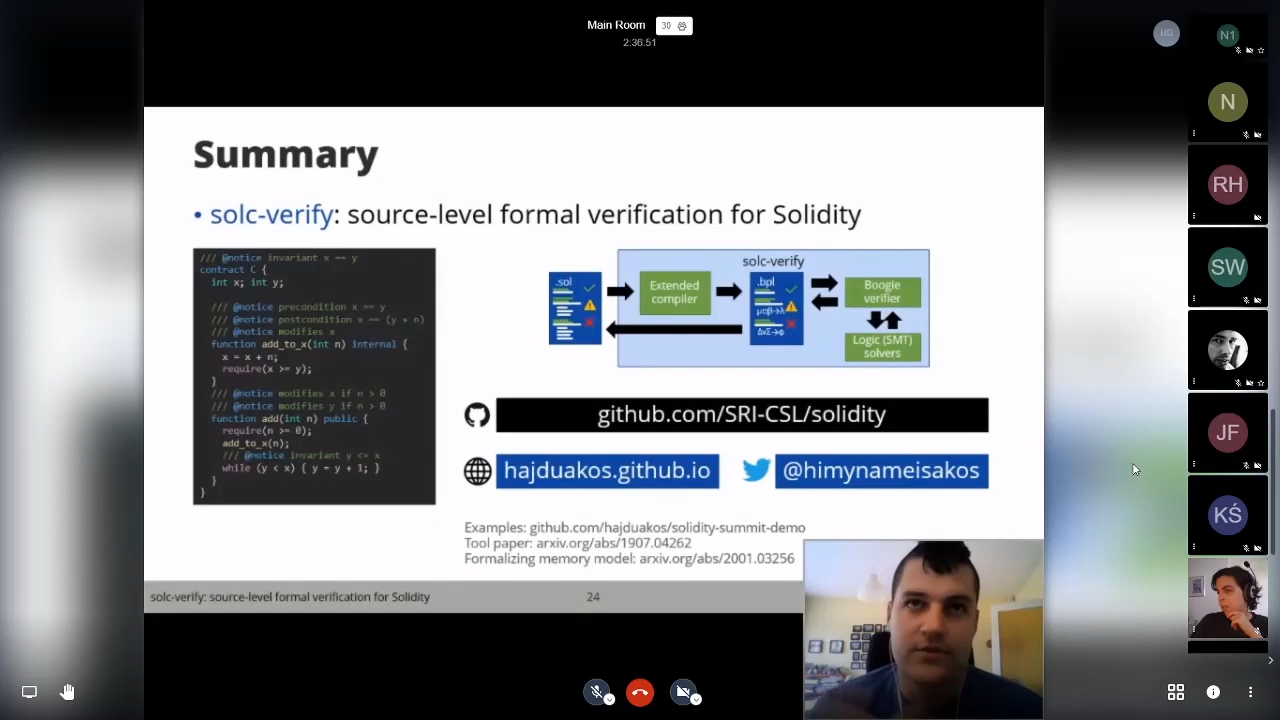 Main Room 30
2:36:51
N1
N
RH
SW
JF
KŚ
Summary
• solc-verify: source-level formal verification for Solidity
/// @notice invariant x == y
contract C {
int x; int y;
/// @notice precondition x == y
/// @notice postcondition x == (y + n)
/// @notice modifies x
function add_to_x(int n) internal {
x = x + n;
require(x >= y);
}
/// @notice modifies x if n > 0
/// @notice modifies y if n > 0
function add(int n) public {
require(n >= 0);
add_to_x(n);
/// @notice invariant y <= x
while (y < x) { y = y + 1; }
}
}
solc-verify
.sol
Extended
compiler
.bpl
Boogie
verifier
Logic (SMT)
solvers
github.com/SRI-CSL/solidity
hajduakos.github.io
@himynameisakos
Examples: github.com/hajduakos/solidity-summit-demo
Tool paper: arxiv.org/abs/1907.04262
Formalizing memory model: arxiv.org/abs/2001.03256
solc-verify: source-level formal verification for Solidity
24